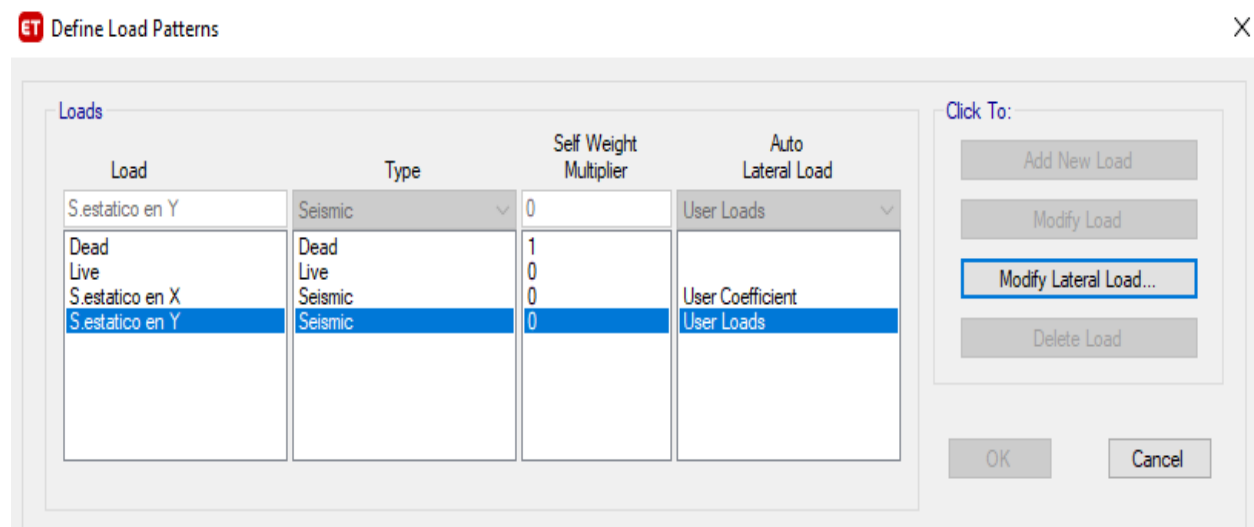 ET Define Load Patterns
Loads
Click To:
Load Type Self Weight Multiplier Auto Lateral Load
S.estatico en Y Seismic 0 User Loads
Dead Dead 1
Live Live 0
S.estatico en X Seismic 0 User Coefficient
S.estatico en Y Seismic 0 User Loads
Add New Load
Modify Load
Modify Lateral Load...
Delete Load
OK Cancel